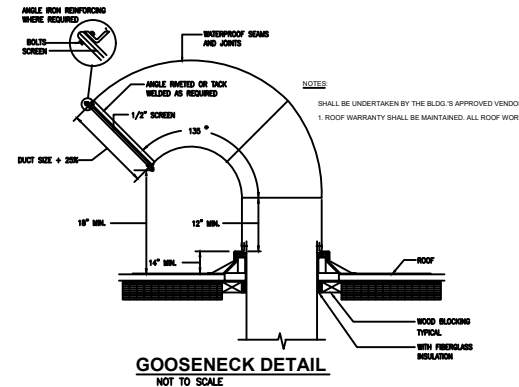 ANGLE IRON REINFORCING
WHERE REQUIRED
BOLTS
SCREEN
WATERPROOF SEAMS
AND JOINTS
ANGLE RIVETED OR TACK
WELDED AS REQUIRED
1/2" SCREEN
135 °
DUCT SIZE + 25%
18" MIN.
12" MIN.
14" MIN.
NOTES:
SHALL BE UNDERTAKEN BY THE BLDG.'S APPROVED VENDO
1. ROOF WARRANTY SHALL BE MAINTAINED. ALL ROOF WOR
ROOF
WOOD BLOCKING
TYPICAL
WITH FIBERGLASS
INSULATION
GOOSENECK DETAIL
NOT TO SCALE